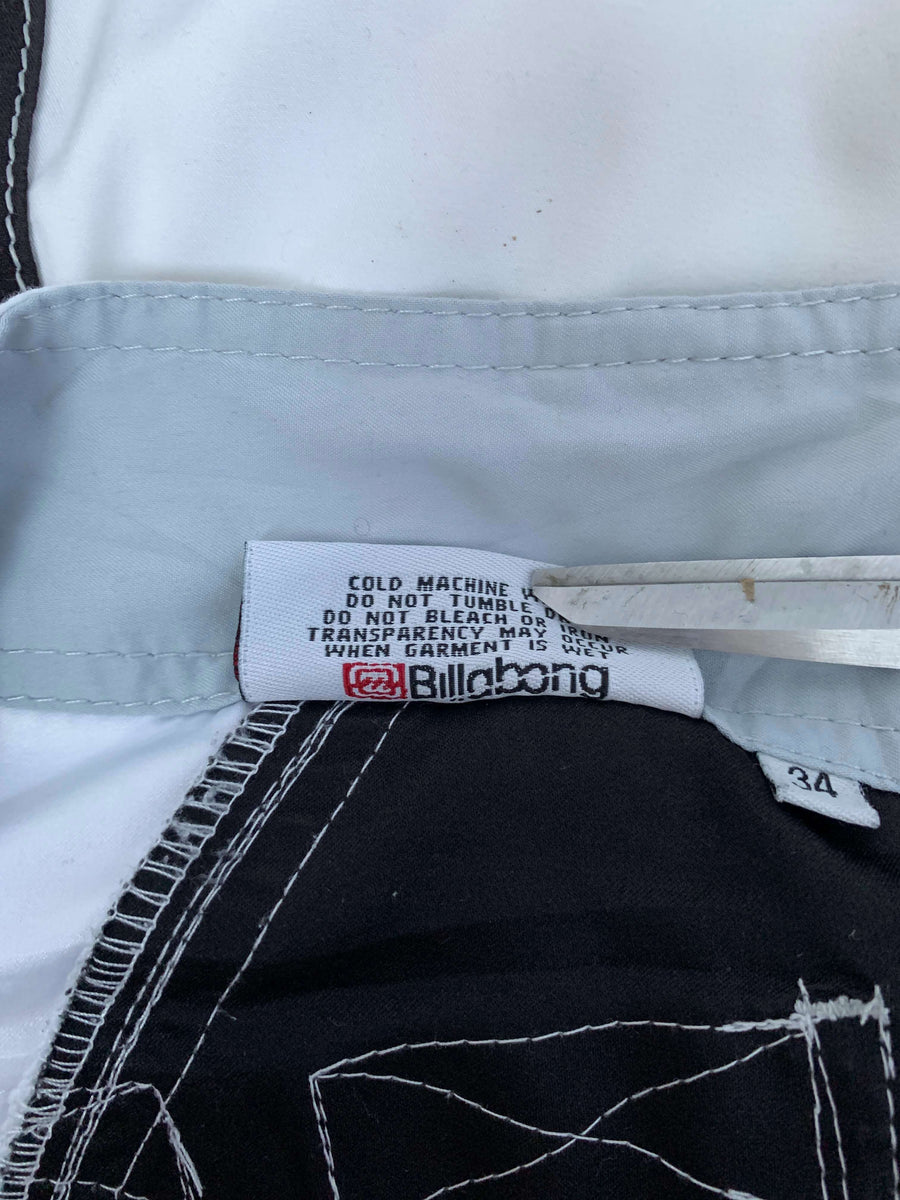 COLD MACHINE
DO NOT TUMBLE
DO NOT BLEACH OR IRON
TRANSPARENCY MAY OCCUR
WHEN GARMENT IS WET
Billabong
34